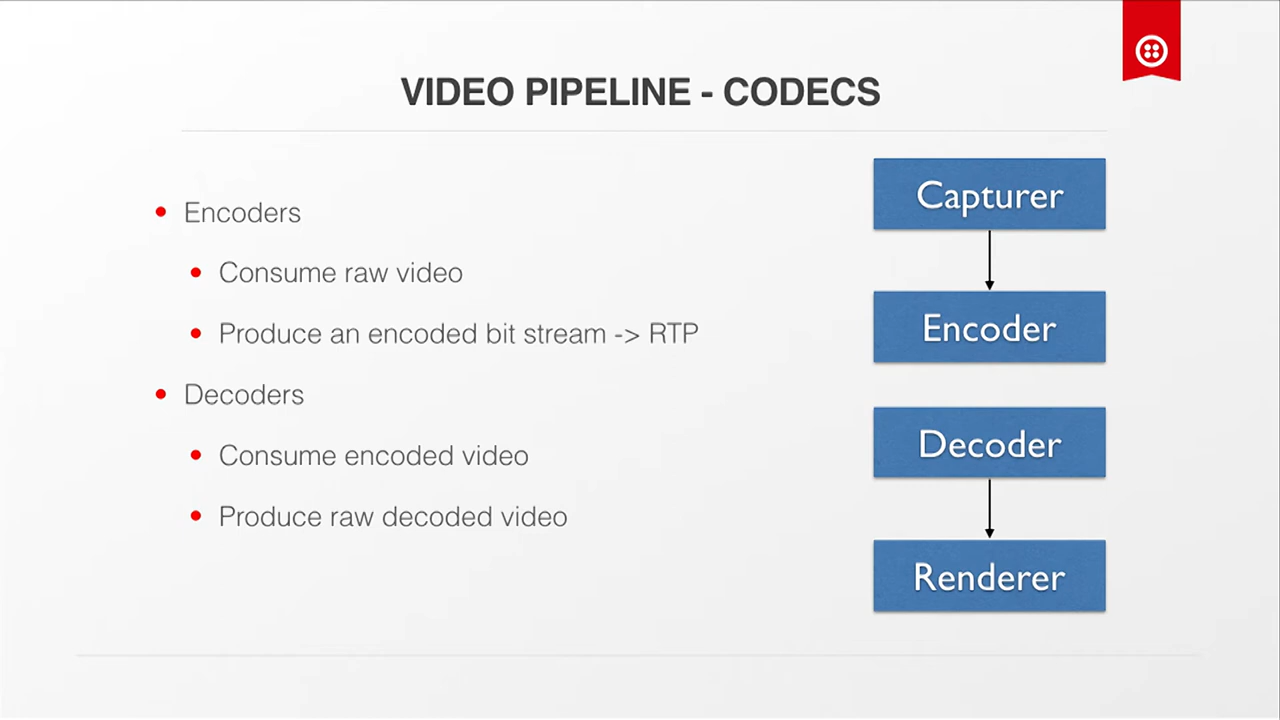 VIDEO PIPELINE - CODECS
Encoders
Consume raw video
Produce an encoded bit stream -> RTP
Decoders
Consume encoded video
Produce raw decoded video
Capturer
Encoder
Decoder
Renderer